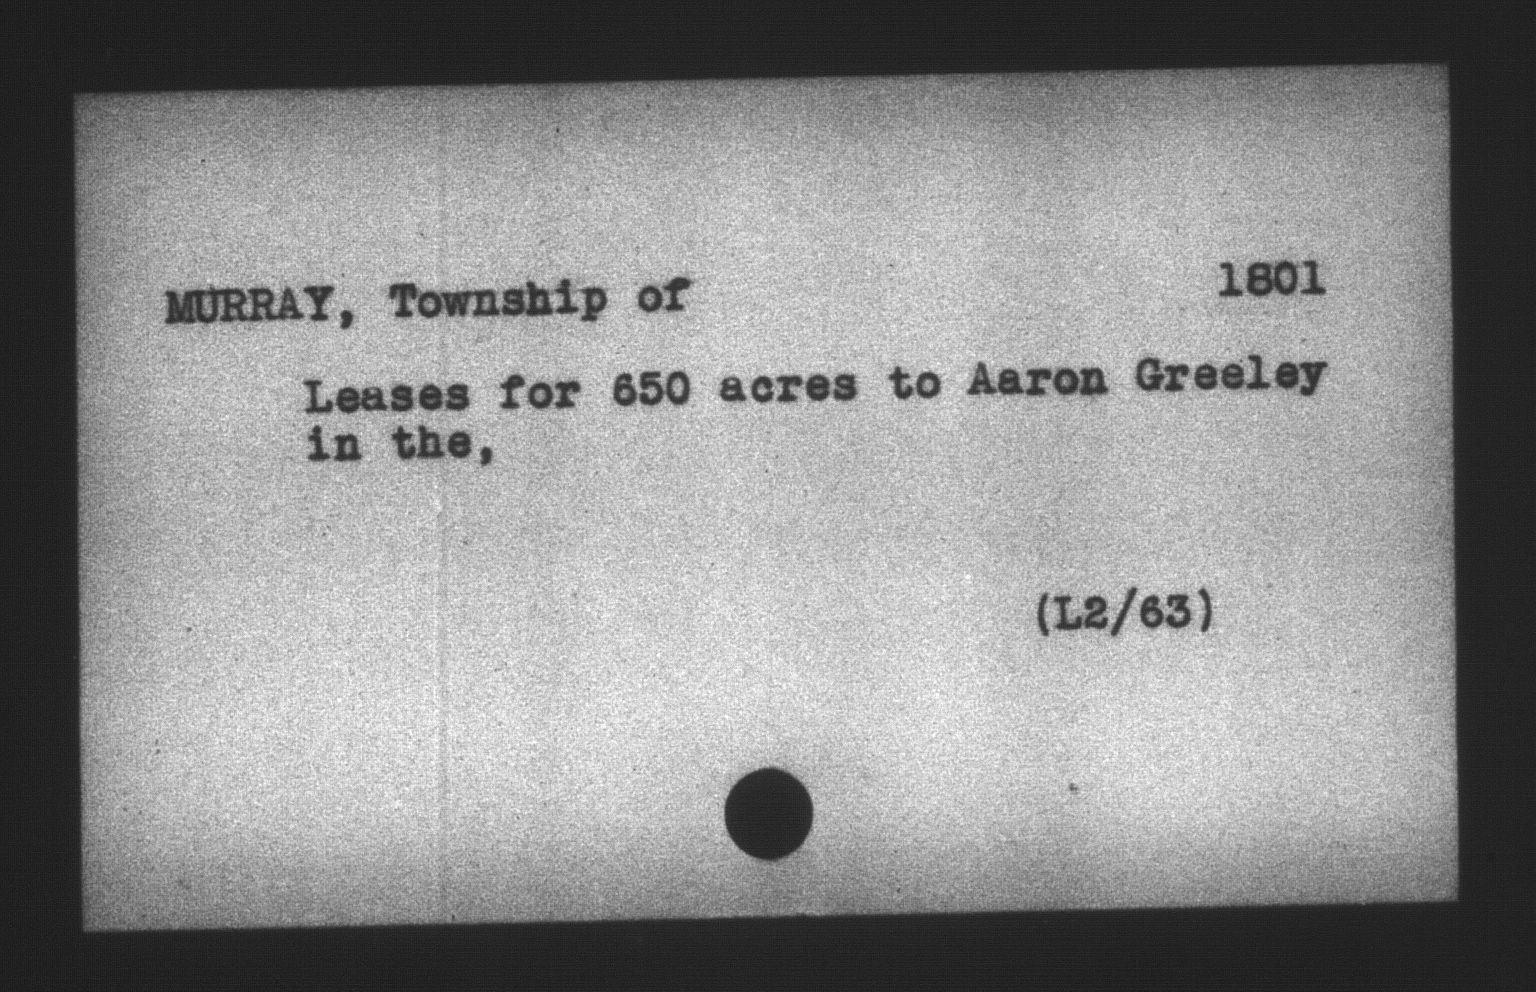 MURRAY, Township of 1801
Leases for 650 acres to Aaron Greeley
in the,
(L2/63)